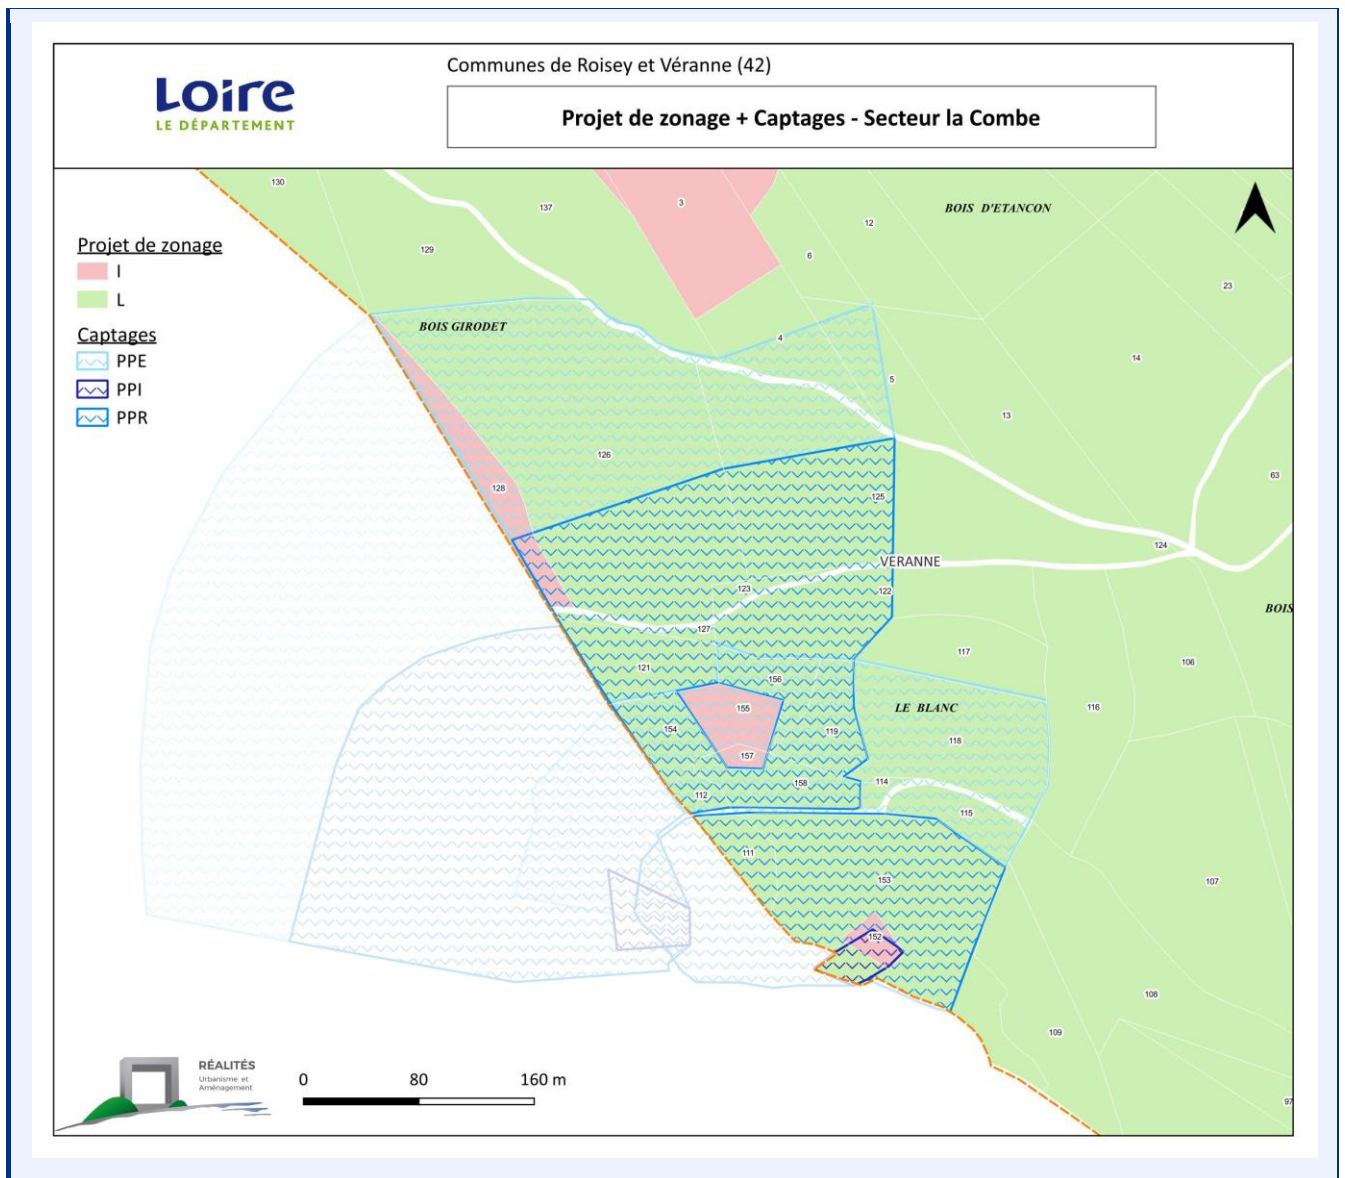 Loire
LE DÉPARTEMENT
Communes de Roisey et Véranne (42)
Projet de zonage + Captages - Secteur la Combe
130
137
3
12
BOIS D'ETANCON
129
6
23
Projet de zonage
I
L
Captages
PPE
PPI
PPR
BOIS GIRODET
4
14
5
13
126
63
128
125
124
VERANNE
123
122
BOIS
127
117
121
106
156
155
LE BLANC
116
154
119
118
157
158
114
112
115
111
153
107
152
108
109
97
RÉALITÉS
Urbanisme et
Aménagement
0 80 160 m